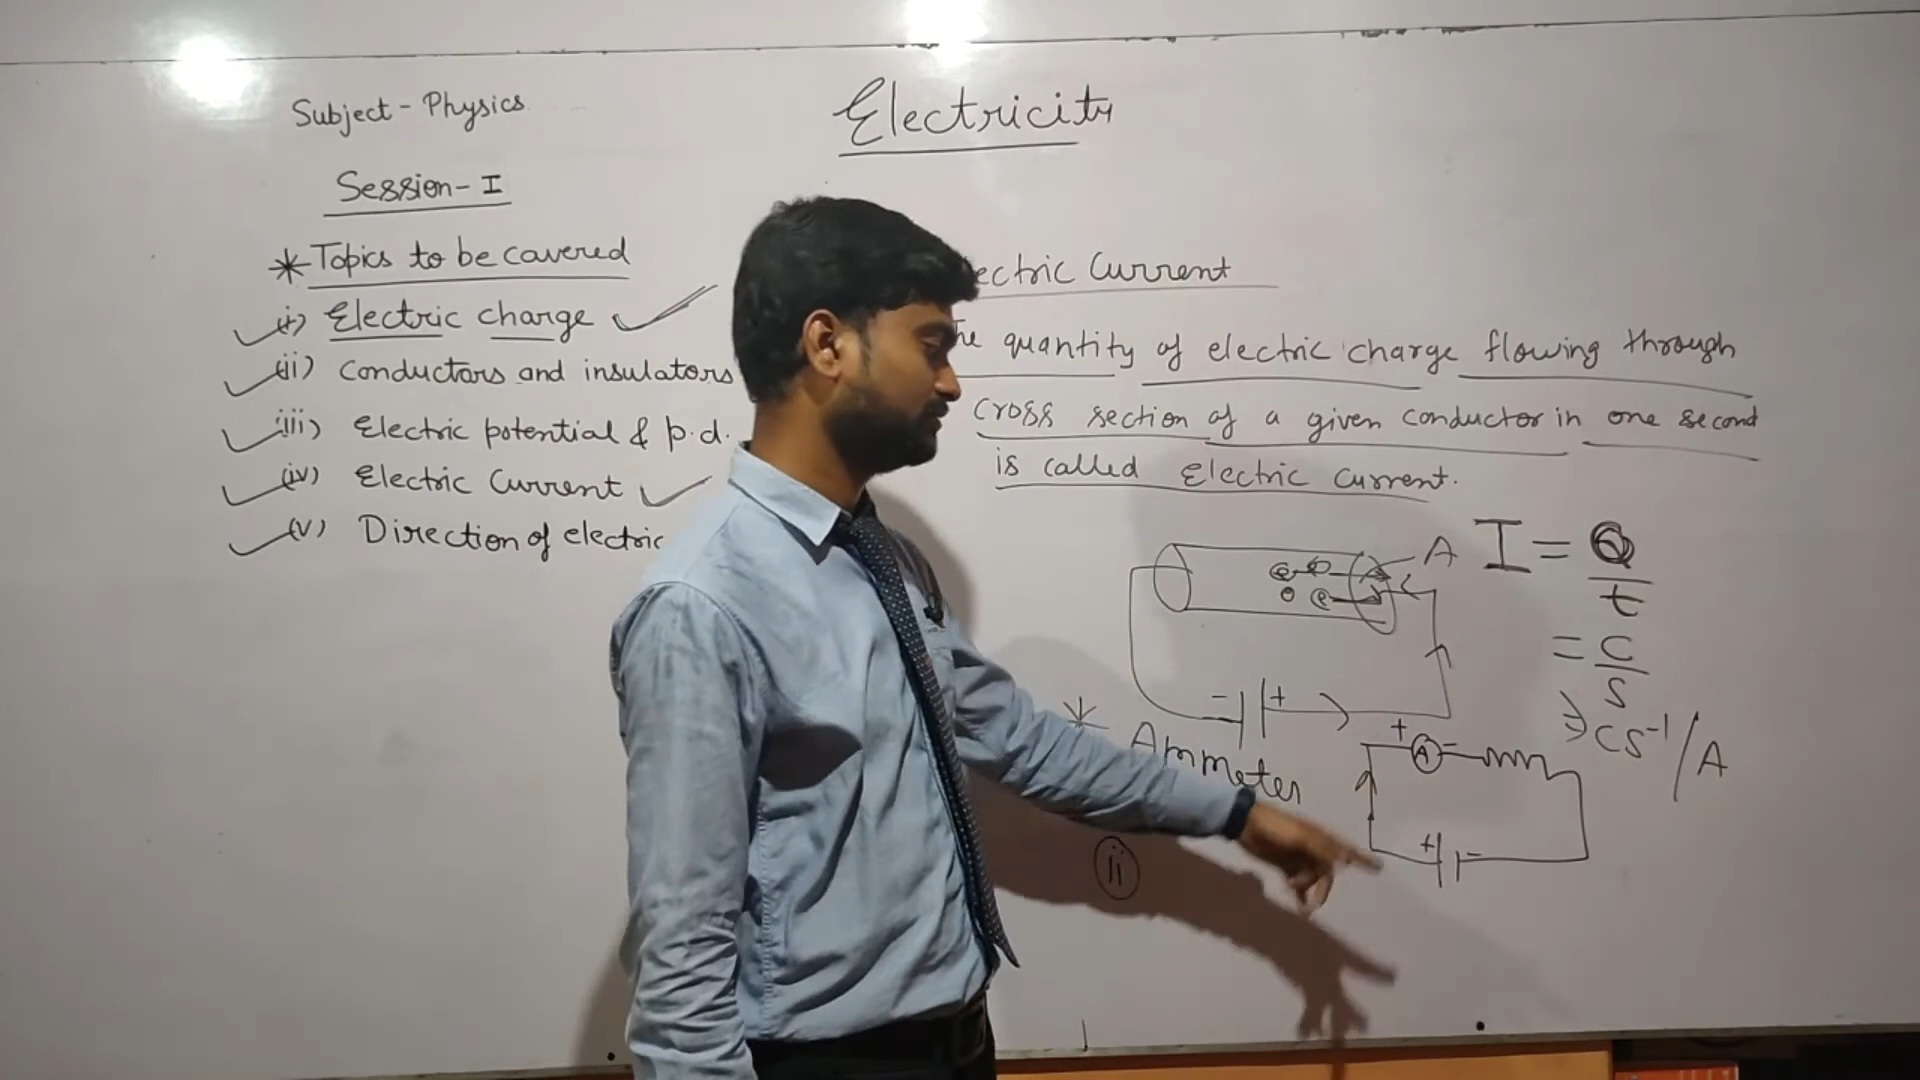 Subject - Physics
Electricity
Session - I
* Topics to be covered
(i) Electric charge
(ii) Conductors and insulators
(iii) Electric potential & p.d.
(iv) Electric Current
(v) Direction of electric
ectric Current
The quantity of electric charge flowing through
cross section of a given conductor in one second
is called Electric Current.
A
I = Q/t
= C/S
⇒ CS⁻¹/A
e e
e
- +
* Ammeter
+ A -
(ii)
+ -